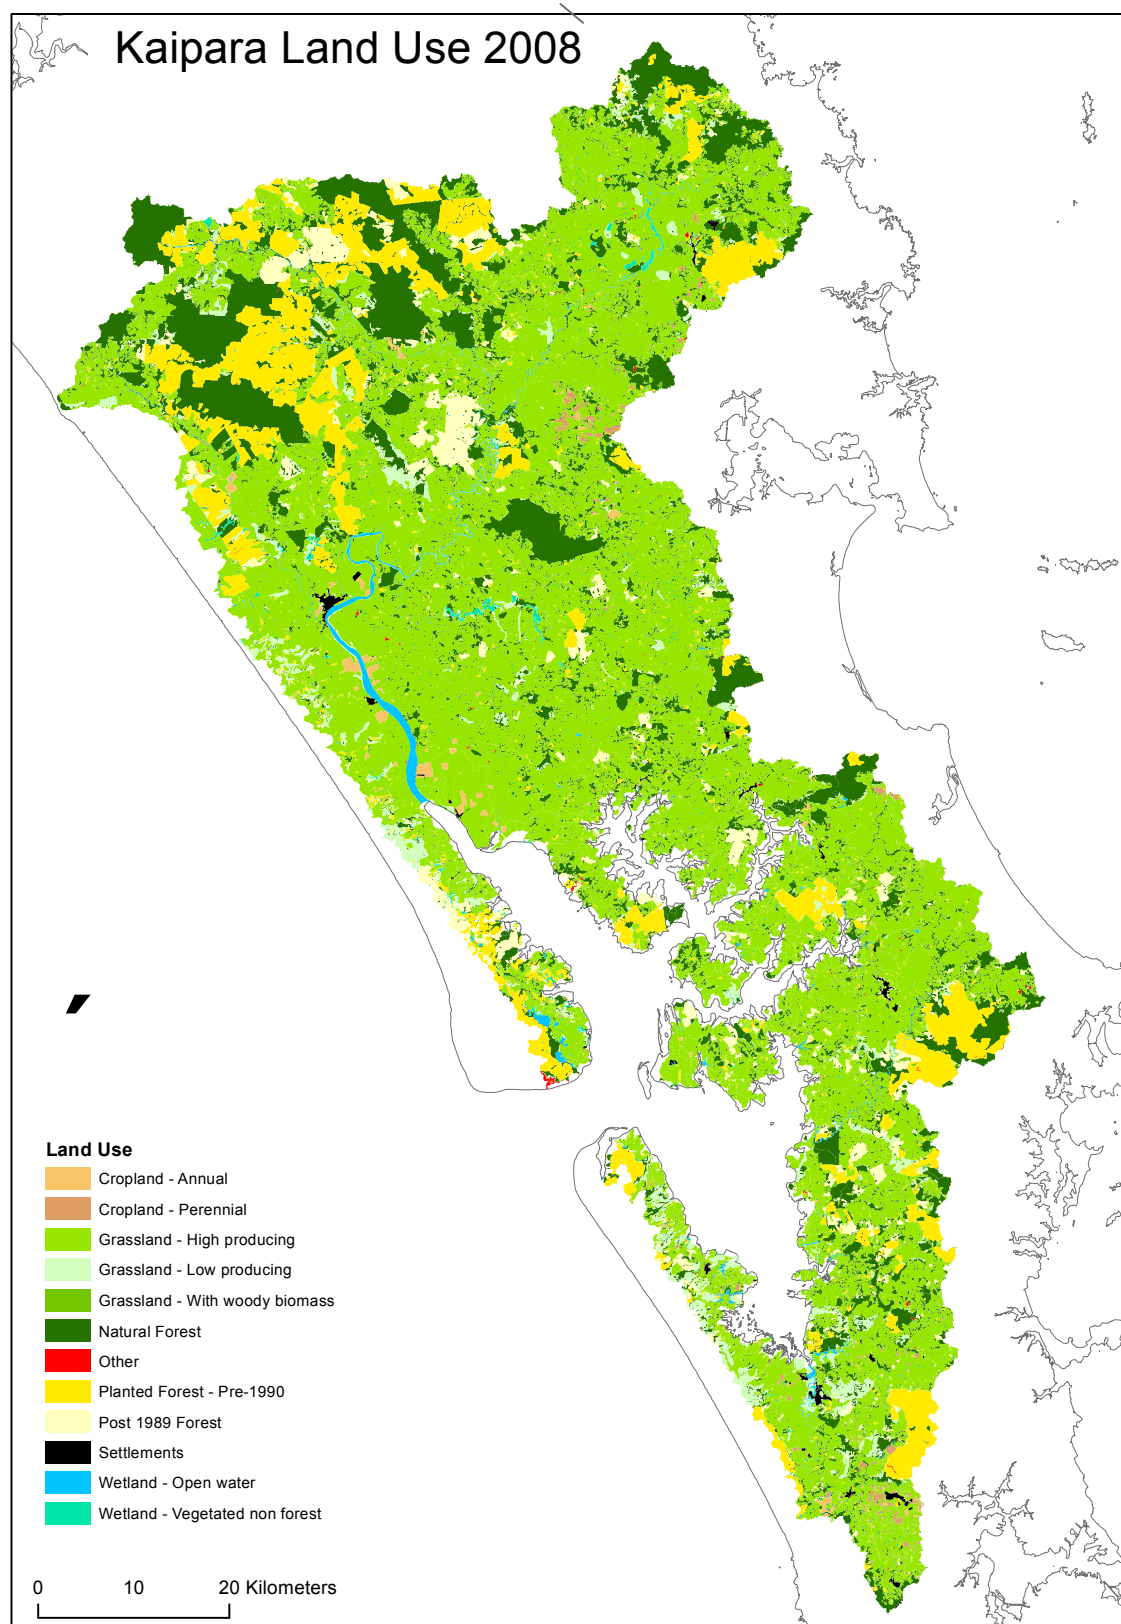 Kaipara Land Use 2008
Land Use
Cropland - Annual
Cropland - Perennial
Grassland - High producing
Grassland - Low producing
Grassland - With woody biomass
Natural Forest
Other
Planted Forest - Pre-1990
Post 1989 Forest
Settlements
Wetland - Open water
Wetland - Vegetated non forest
0 10 20 Kilometers